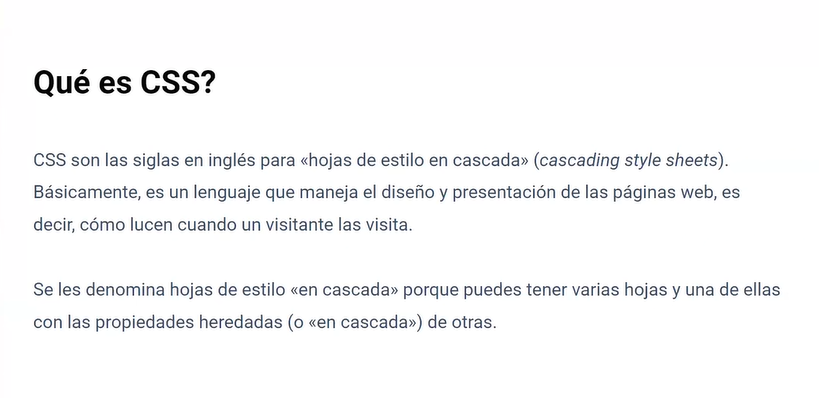 Qué es CSS?
CSS son las siglas en inglés para «hojas de estilo en cascada» (cascading style sheets).
Básicamente, es un lenguaje que maneja el diseño y presentación de las páginas web, es
decir, cómo lucen cuando un visitante las visita.
Se les denomina hojas de estilo «en cascada» porque puedes tener varias hojas y una de ellas
con las propiedades heredadas (o «en cascada») de otras.